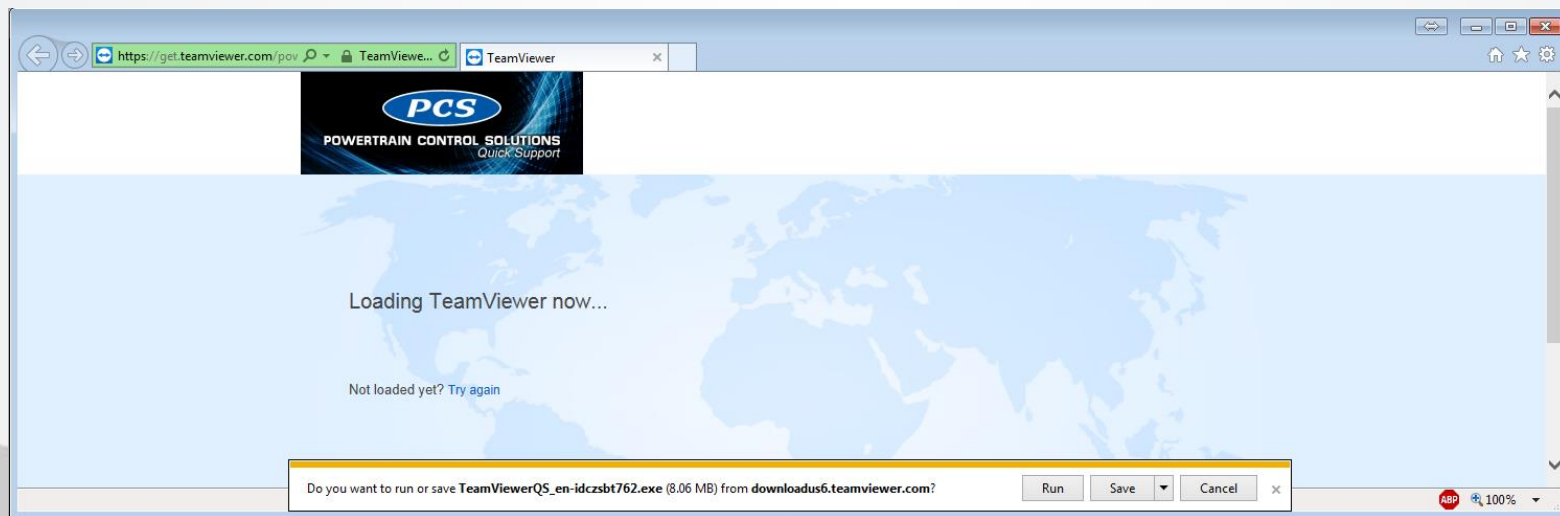 https://get.teamviewer.com/pov
TeamViewe...
TeamViewer
PCS
POWERTRAIN CONTROL SOLUTIONS
Quick Support
Loading TeamViewer now...
Not loaded yet? Try again
Do you want to run or save TeamViewerQS_en-idczsbt762.exe (8.06 MB) from downloadus6.teamviewer.com?
Run
Save
Cancel
ABP
100%